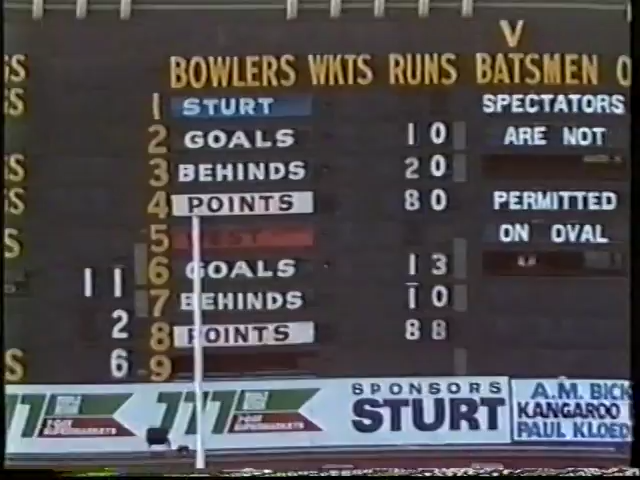 V
BOWLERS WKTS RUNS BATSMEN
1 STURT SPECTATORS
2 GOALS 10 ARE NOT
3 BEHINDS 20
4 POINTS 80 PERMITTED
5 ON OVAL
6 GOALS 13
11 7 BEHINDS 10
2 8 POINTS 88
6 9
SPONSORS
STURT
A.M. BICK
KANGAROO
PAUL KLOED